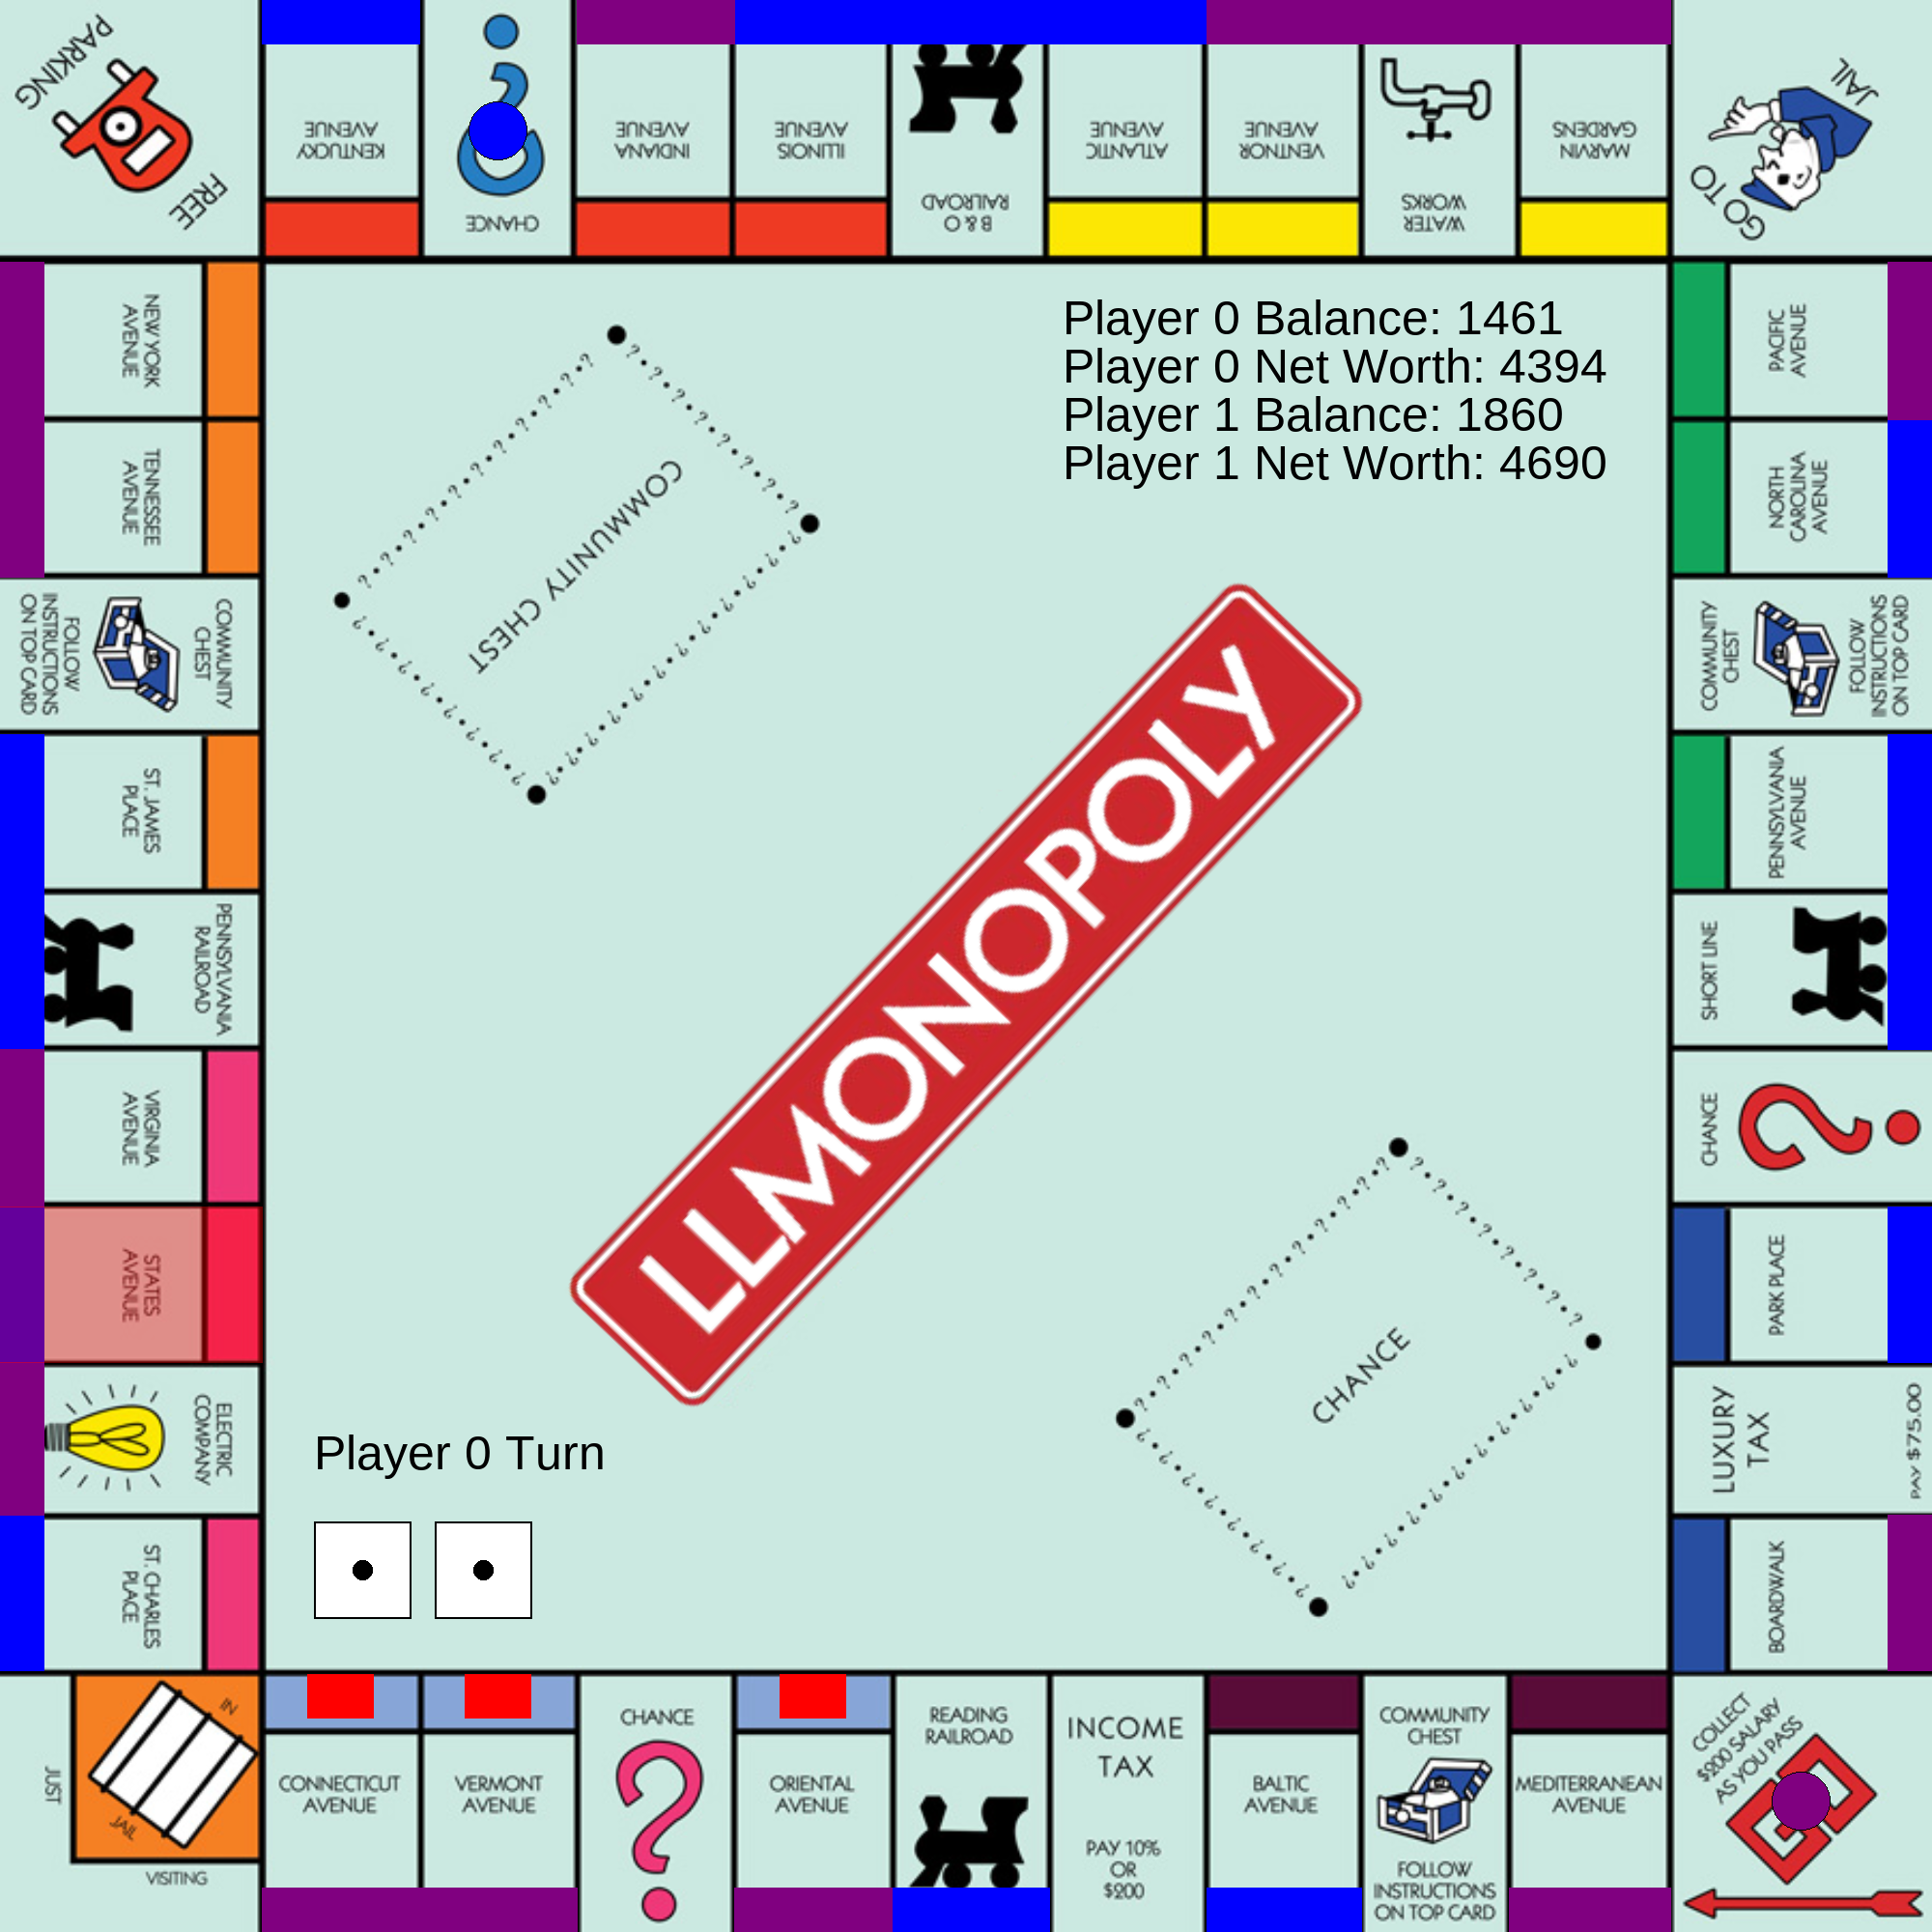 FREE
PARKING
KENTUCKY
AVENUE
CHANCE
INDIANA
AVENUE
ILLINOIS
AVENUE
B & O
RAILROAD
ATLANTIC
AVENUE
VENTNOR
AVENUE
WATER
WORKS
MARVIN
GARDENS
GO TO
JAIL
NEW YORK
AVENUE
TENNESSEE
AVENUE
COMMUNITY
CHEST
FOLLOW
INSTRUCTIONS
ON TOP CARD
ST. JAMES
PLACE
PENNSYLVANIA
RAILROAD
VIRGINIA
AVENUE
STATES
AVENUE
ELECTRIC
COMPANY
ST. CHARLES
PLACE
Player 0 Balance: 1461
Player 0 Net Worth: 4394
Player 1 Balance: 1860
Player 1 Net Worth: 4690
COMMUNITY CHEST
LLMONOPOLY
CHANCE
Player 0 Turn
PACIFIC
AVENUE
NORTH
CAROLINA
AVENUE
COMMUNITY
CHEST
FOLLOW
INSTRUCTIONS
ON TOP CARD
PENNSYLVANIA
AVENUE
SHORT LINE
CHANCE
PARK PLACE
LUXURY
TAX
PAY $75.00
BOARDWALK
JUST
VISITING
IN
JAIL
CONNECTICUT
AVENUE
VERMONT
AVENUE
CHANCE
ORIENTAL
AVENUE
READING
RAILROAD
INCOME
TAX
PAY 10%
OR
$200
BALTIC
AVENUE
COMMUNITY
CHEST
FOLLOW
INSTRUCTIONS
ON TOP CARD
MEDITERRANEAN
AVENUE
COLLECT
$200 SALARY
AS YOU PASS